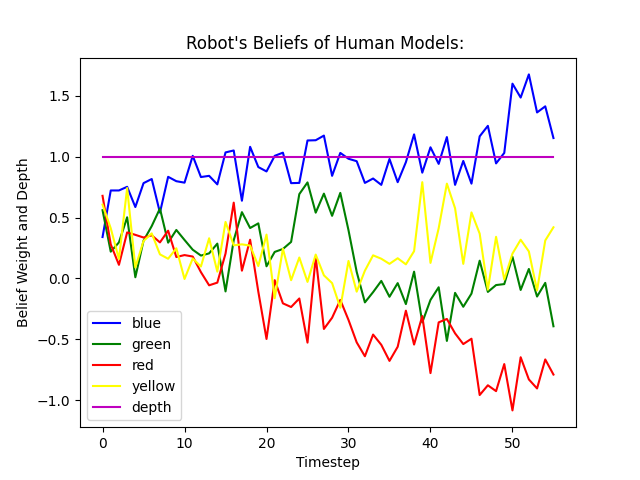 Robot's Beliefs of Human Models:
Belief Weight and Depth
1.5
1.0
0.5
0.0
−0.5
−1.0
blue
green
red
yellow
depth
0 10 20 30 40 50
Timestep